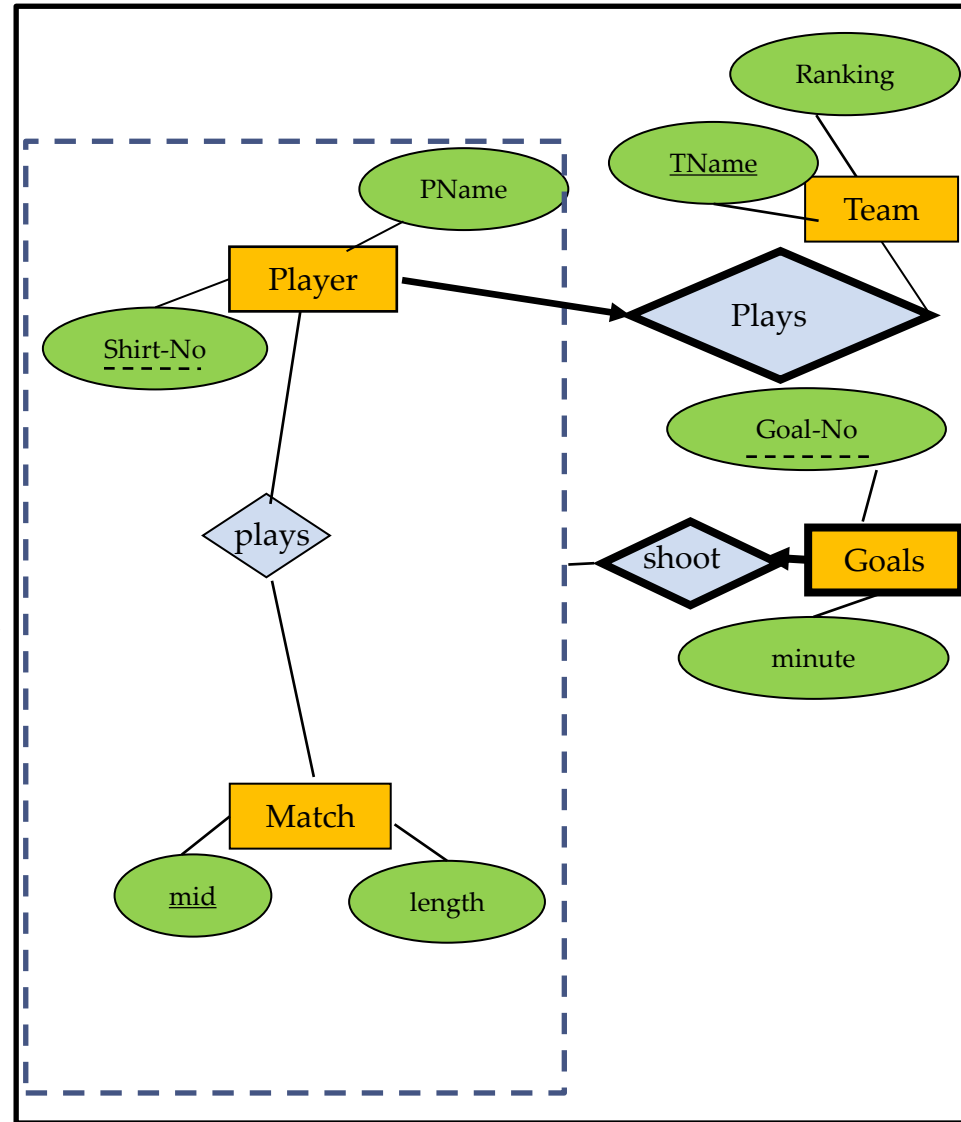 Ranking
TName
PName
Team
Player
Plays
Shirt-No
Goal-No
plays
shoot
Goals
minute
Match
mid
length